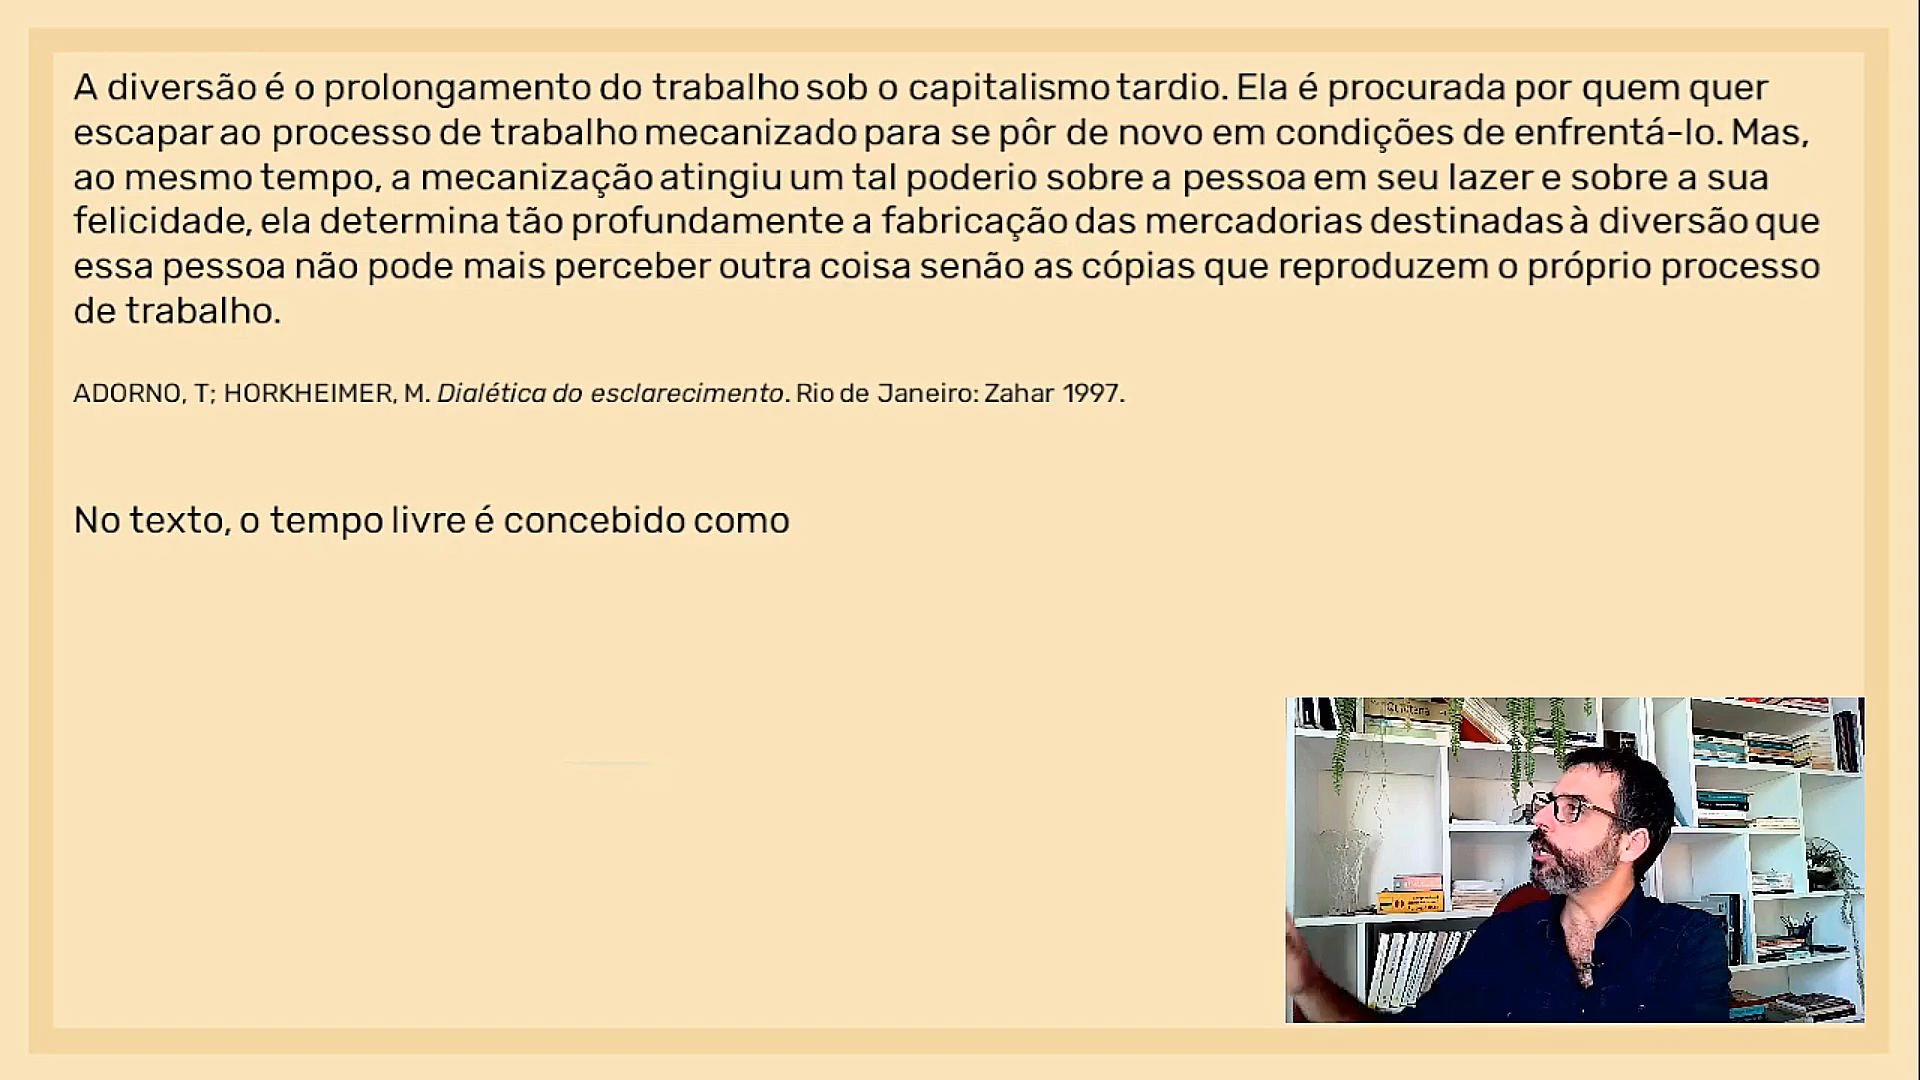 A diversão é o prolongamento do trabalho sob o capitalismo tardio. Ela é procurada por quem quer
escapar ao processo de trabalho mecanizado para se pôr de novo em condições de enfrentá-lo. Mas,
ao mesmo tempo, a mecanização atingiu um tal poderio sobre a pessoa em seu lazer e sobre a sua
felicidade, ela determina tão profundamente a fabricação das mercadorias destinadas à diversão que
essa pessoa não pode mais perceber outra coisa senão as cópias que reproduzem o próprio processo
de trabalho.
ADORNO, T; HORKHEIMER, M. Dialética do esclarecimento. Rio de Janeiro: Zahar 1997.
No texto, o tempo livre é concebido como